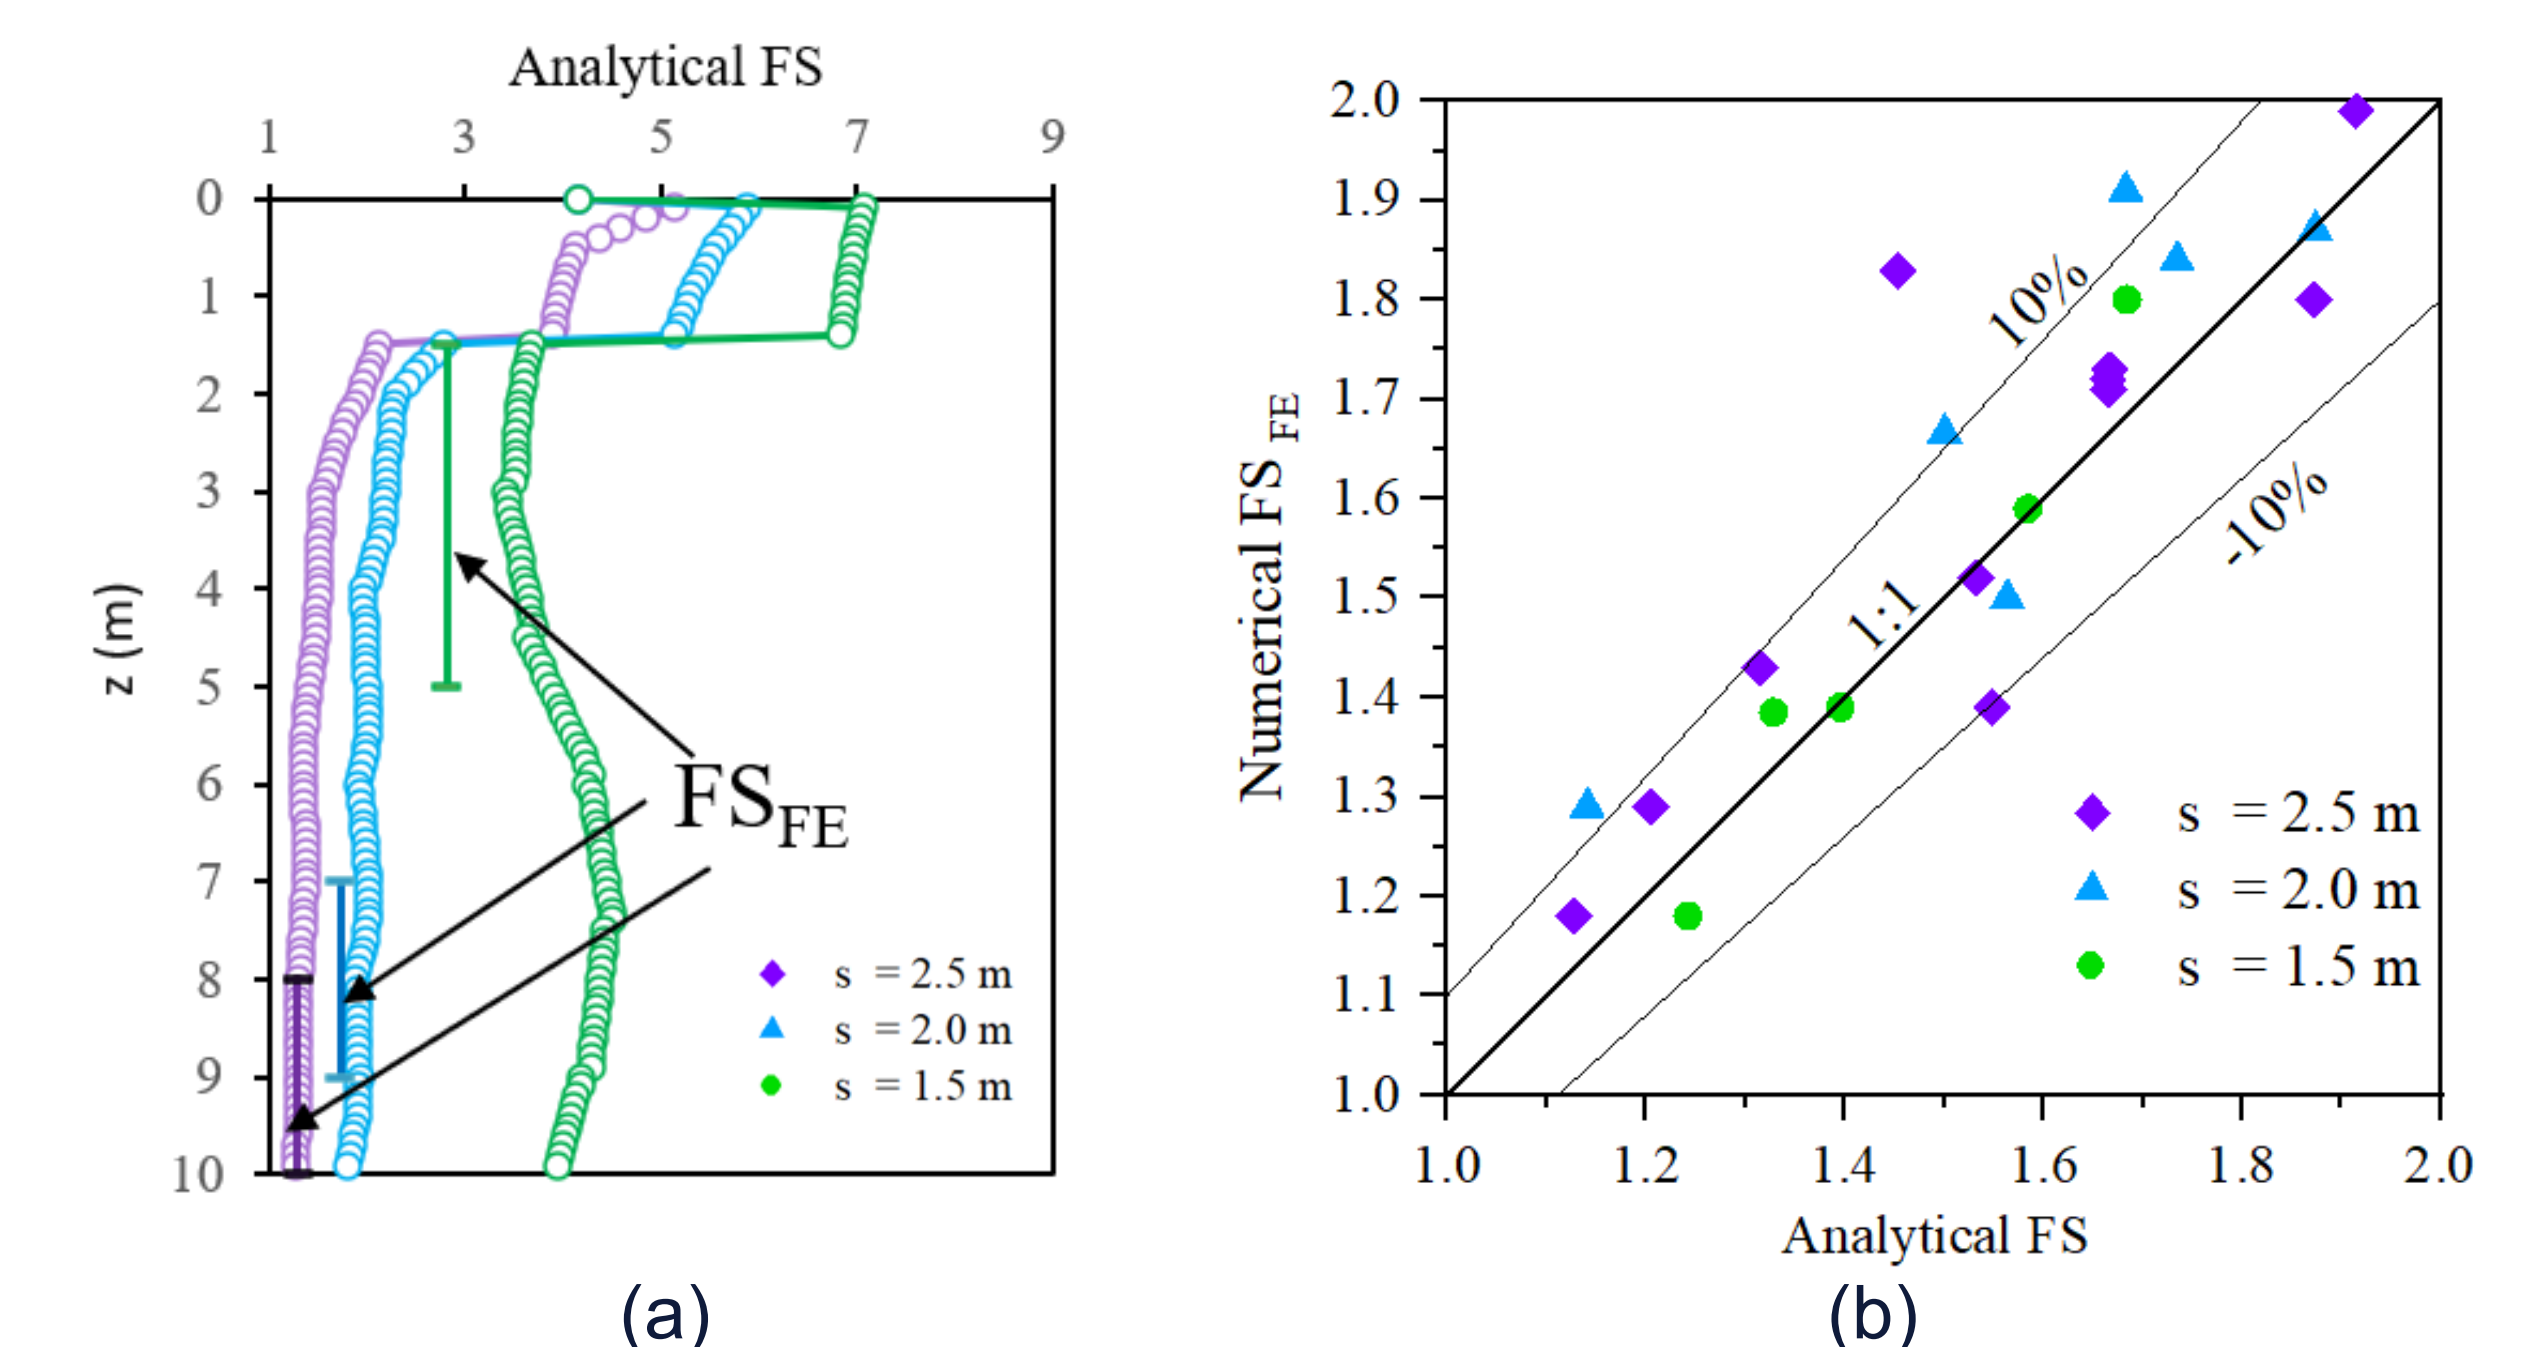 Analytical FS
1 3 5 7 9
0
1
2
3
4
5
6
7
8
9
10
z (m)
FSFE
s = 2.5 m
s = 2.0 m
s = 1.5 m
(a)
2.0
1.9
1.8
1.7
1.6
1.5
1.4
1.3
1.2
1.1
1.0
Numerical FS FE
10%
1:1
-10%
s = 2.5 m
s = 2.0 m
s = 1.5 m
1.0 1.2 1.4 1.6 1.8 2.0
Analytical FS
(b)